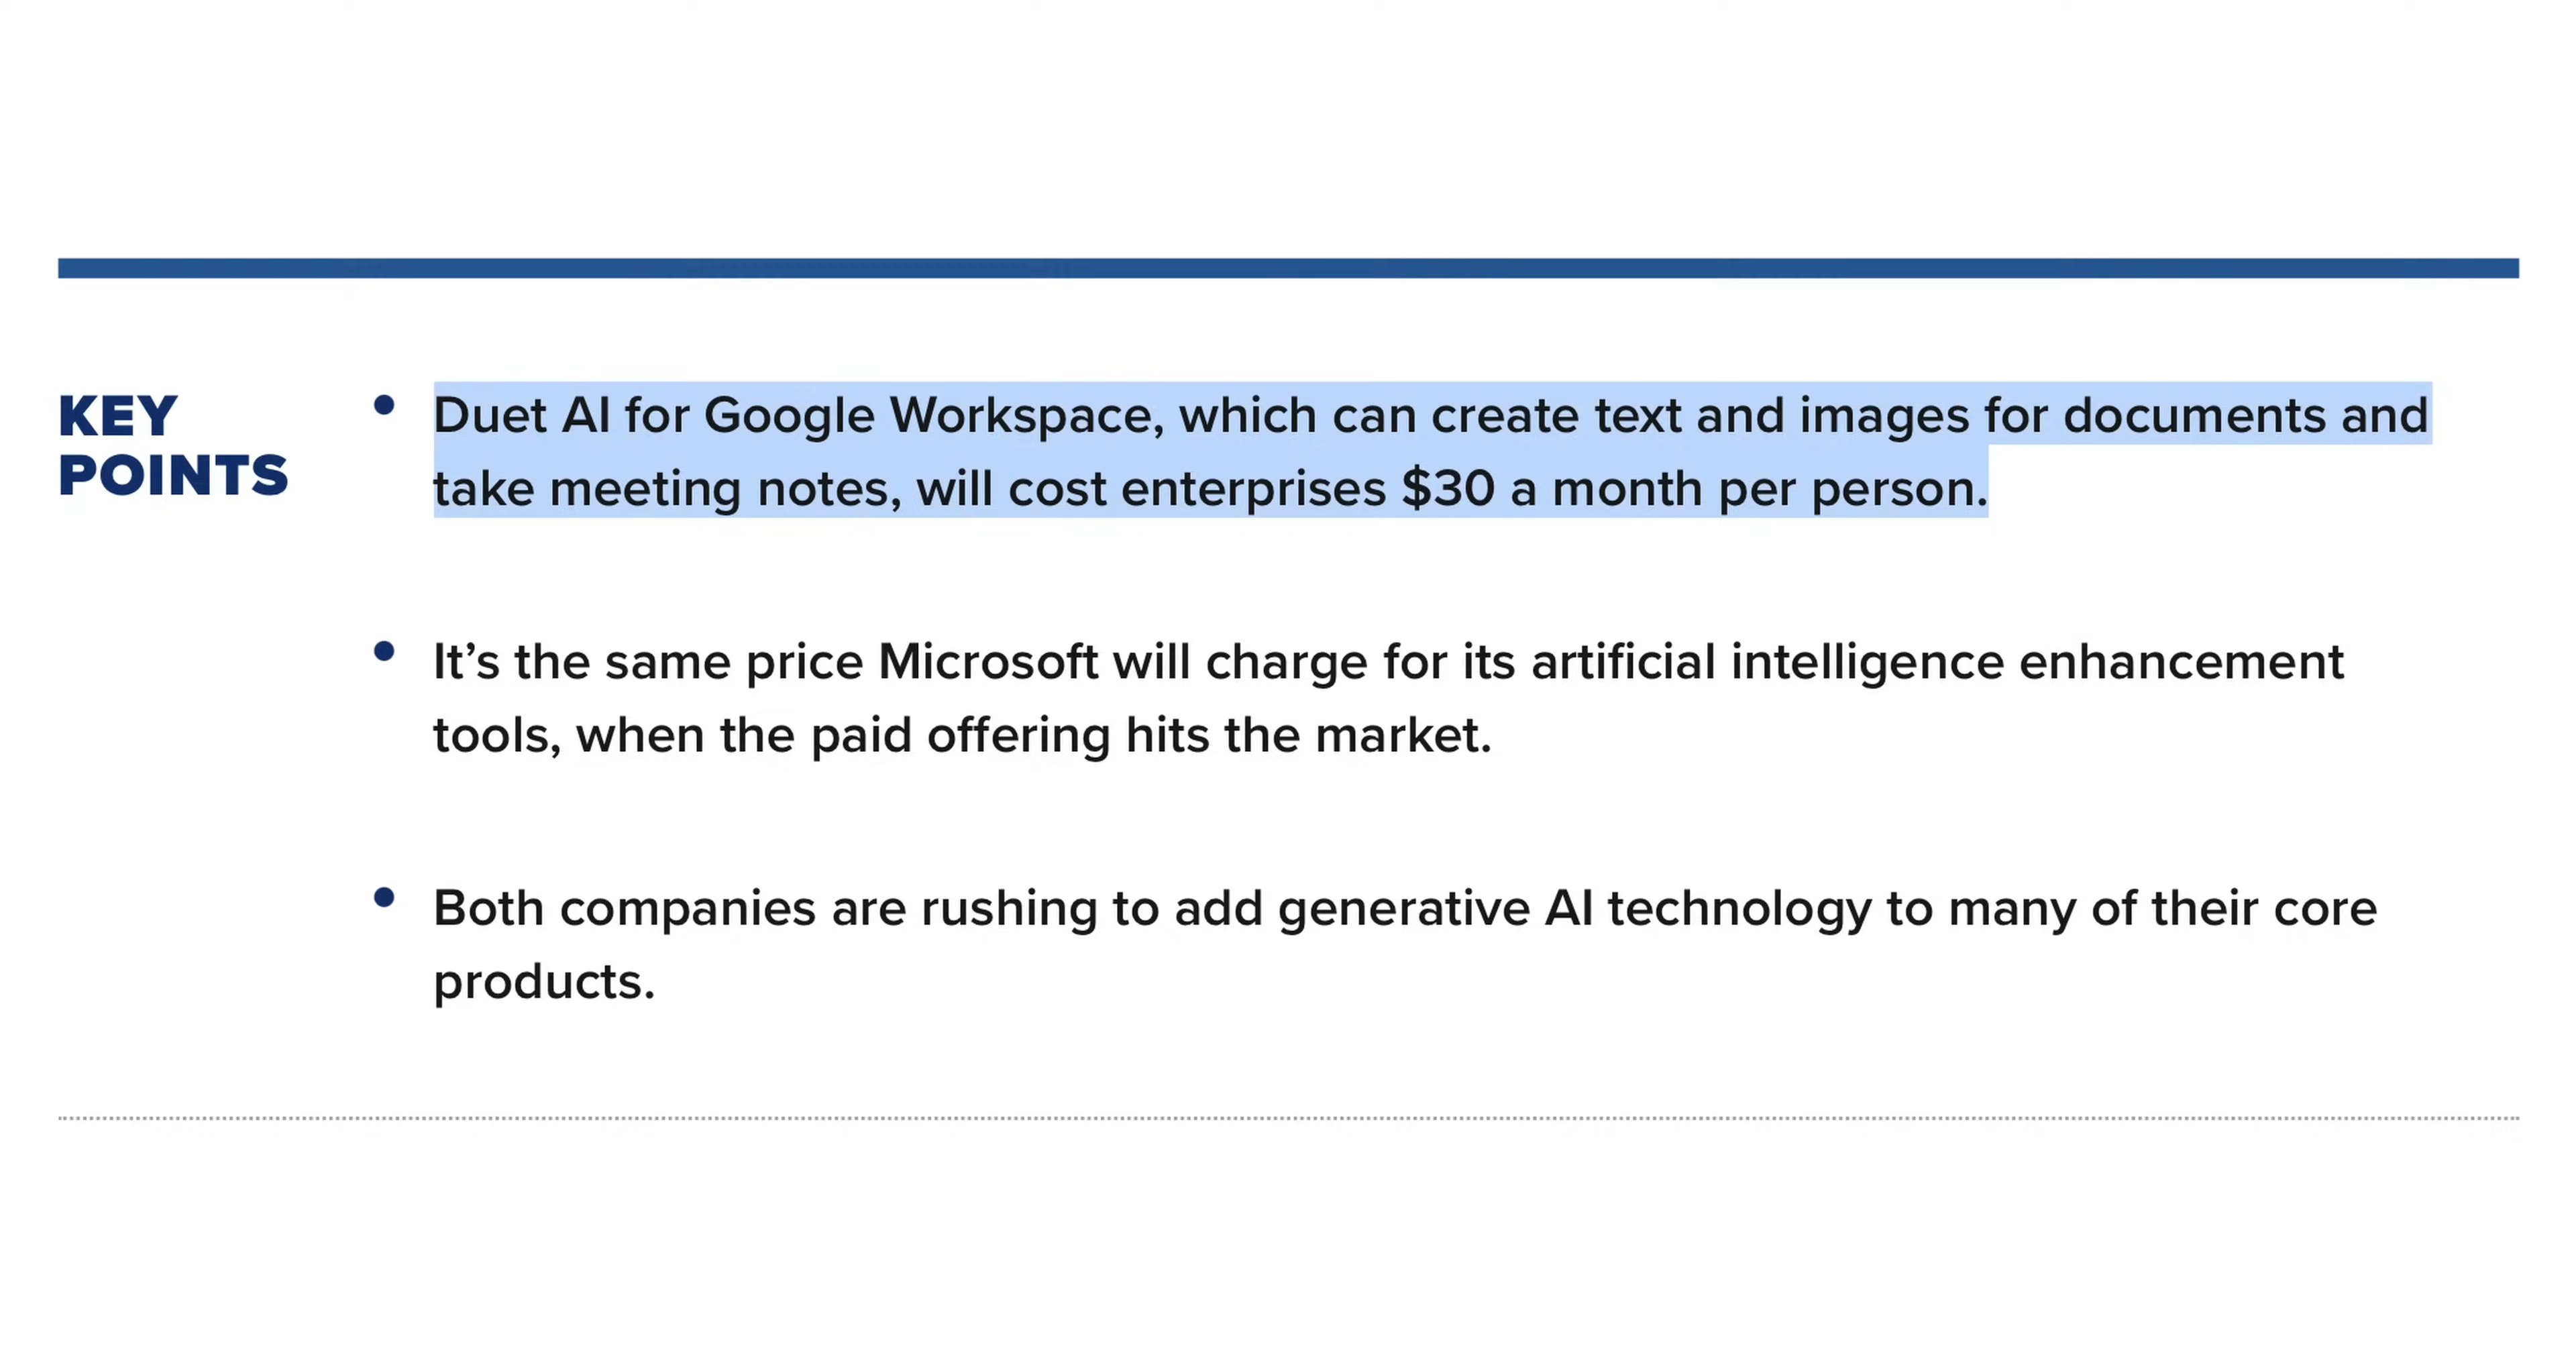 KEY
POINTS
Duet AI for Google Workspace, which can create text and images for documents and
take meeting notes, will cost enterprises $30 a month per person.
It’s the same price Microsoft will charge for its artificial intelligence enhancement
tools, when the paid offering hits the market.
Both companies are rushing to add generative AI technology to many of their core
products.